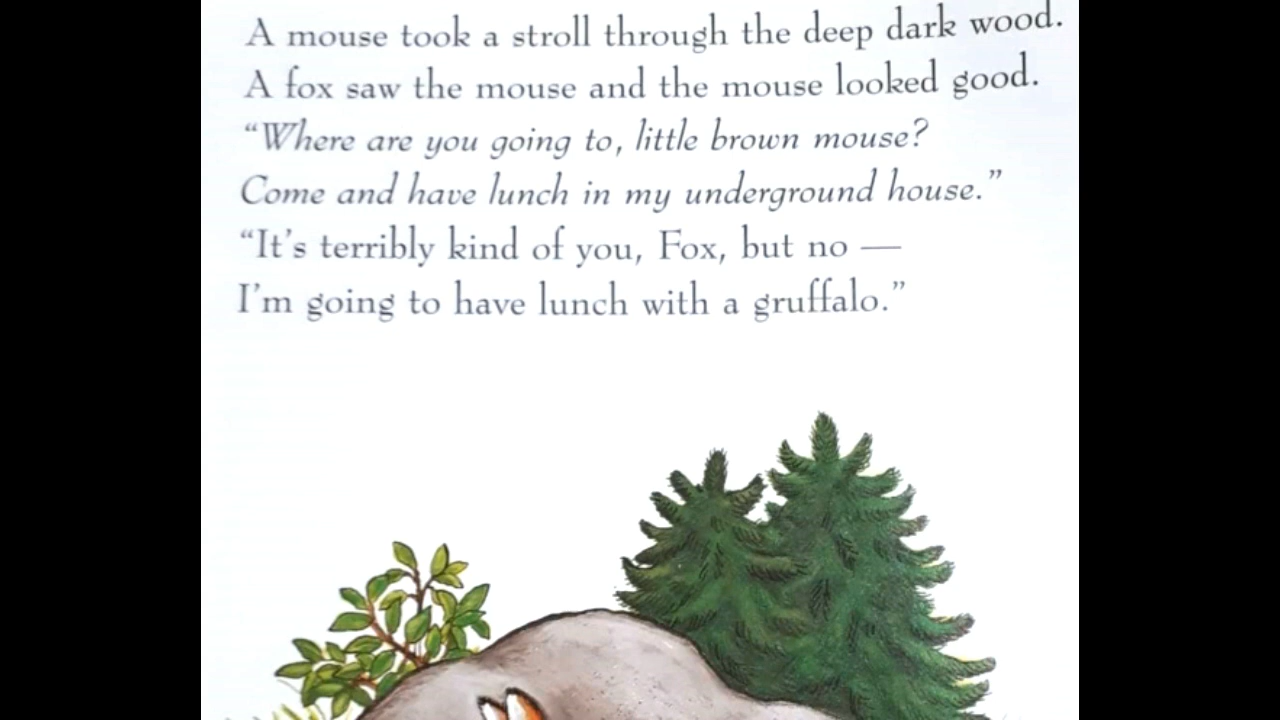 A mouse took a stroll through the deep dark wood.
A fox saw the mouse and the mouse looked good.
“Where are you going to, little brown mouse?
Come and have lunch in my underground house.”
“It's terribly kind of you, Fox, but no —
I'm going to have lunch with a gruffalo.”